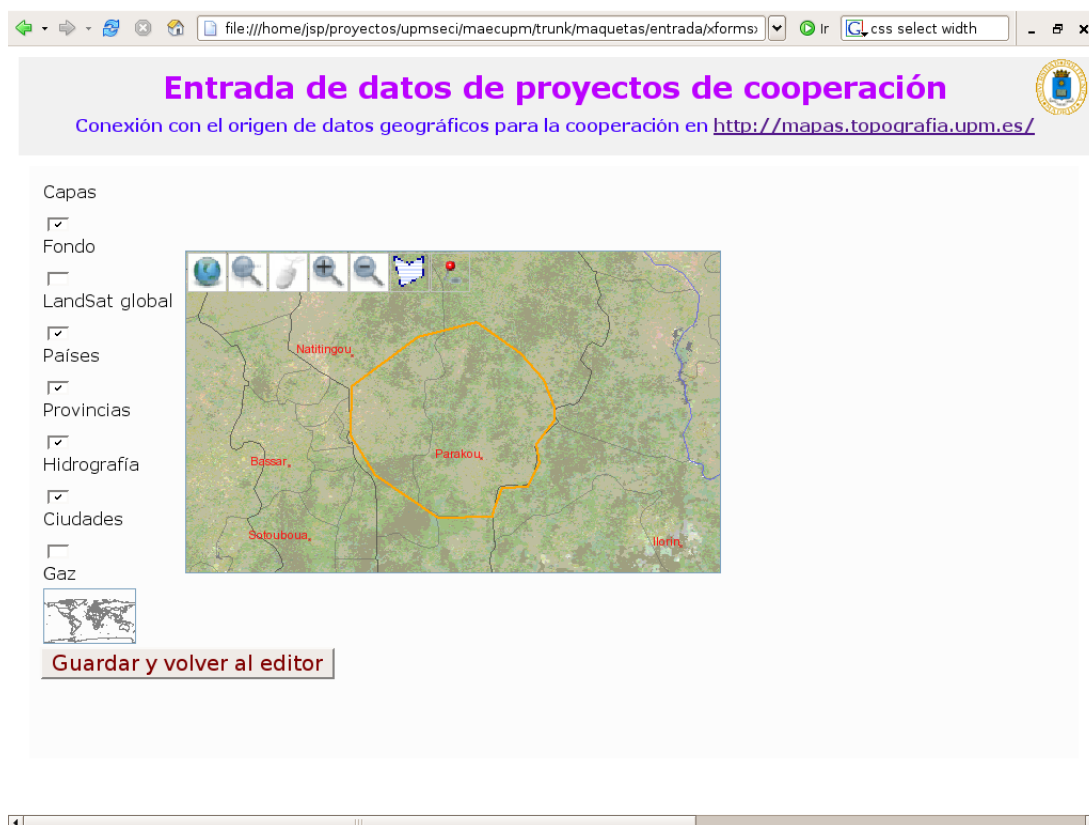 file:///home/jsp/proyectos/upmseci/maecupm/trunk/maquetas/entrada/xforms
Ir
css select width
Entrada de datos de proyectos de cooperación
Conexión con el origen de datos geográficos para la cooperación en http://mapas.topografia.upm.es/
Capas
Fondo
LandSat global
Países
Provincias
Hidrografía
Ciudades
Gaz
Natitingou
Bassar
Parakou
Sotouboua
Ilorin
Guardar y volver al editor